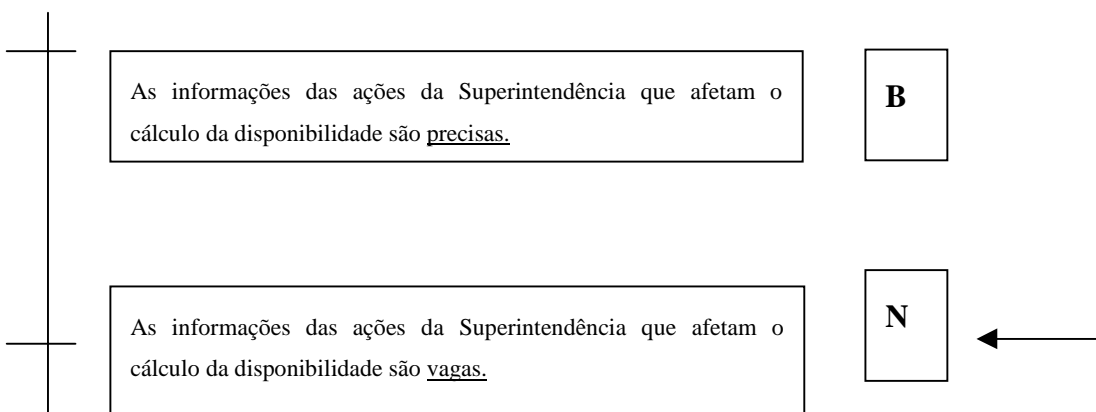 As informações das ações da Superintendência que afetam o
cálculo da disponibilidade são precisas.
B
As informações das ações da Superintendência que afetam o
cálculo da disponibilidade são vagas.
N